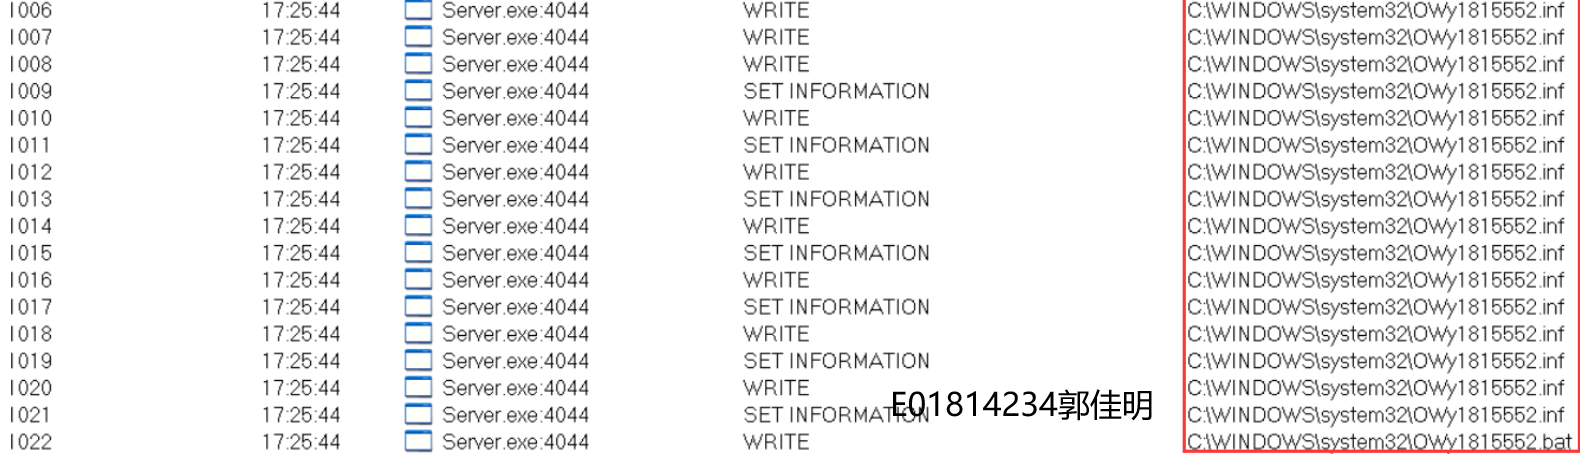 1006 17:25:44 Server.exe:4044 WRITE C:\WINDOWS\system32\OWy1815552.inf
1007 17:25:44 Server.exe:4044 WRITE C:\WINDOWS\system32\OWy1815552.inf
1008 17:25:44 Server.exe:4044 WRITE C:\WINDOWS\system32\OWy1815552.inf
1009 17:25:44 Server.exe:4044 SET INFORMATION C:\WINDOWS\system32\OWy1815552.inf
1010 17:25:44 Server.exe:4044 WRITE C:\WINDOWS\system32\OWy1815552.inf
1011 17:25:44 Server.exe:4044 SET INFORMATION C:\WINDOWS\system32\OWy1815552.inf
1012 17:25:44 Server.exe:4044 WRITE C:\WINDOWS\system32\OWy1815552.inf
1013 17:25:44 Server.exe:4044 SET INFORMATION C:\WINDOWS\system32\OWy1815552.inf
1014 17:25:44 Server.exe:4044 WRITE C:\WINDOWS\system32\OWy1815552.inf
1015 17:25:44 Server.exe:4044 SET INFORMATION C:\WINDOWS\system32\OWy1815552.inf
1016 17:25:44 Server.exe:4044 WRITE C:\WINDOWS\system32\OWy1815552.inf
1017 17:25:44 Server.exe:4044 SET INFORMATION C:\WINDOWS\system32\OWy1815552.inf
1018 17:25:44 Server.exe:4044 WRITE C:\WINDOWS\system32\OWy1815552.inf
1019 17:25:44 Server.exe:4044 SET INFORMATION C:\WINDOWS\system32\OWy1815552.inf
1020 17:25:44 Server.exe:4044 WRITE C:\WINDOWS\system32\OWy1815552.inf
E01814234郭佳明
1021 17:25:44 Server.exe:4044 SET INFORMATION C:\WINDOWS\system32\OWy1815552.inf
1022 17:25:44 Server.exe:4044 WRITE C:\WINDOWS\system32\OWy1815552.bat